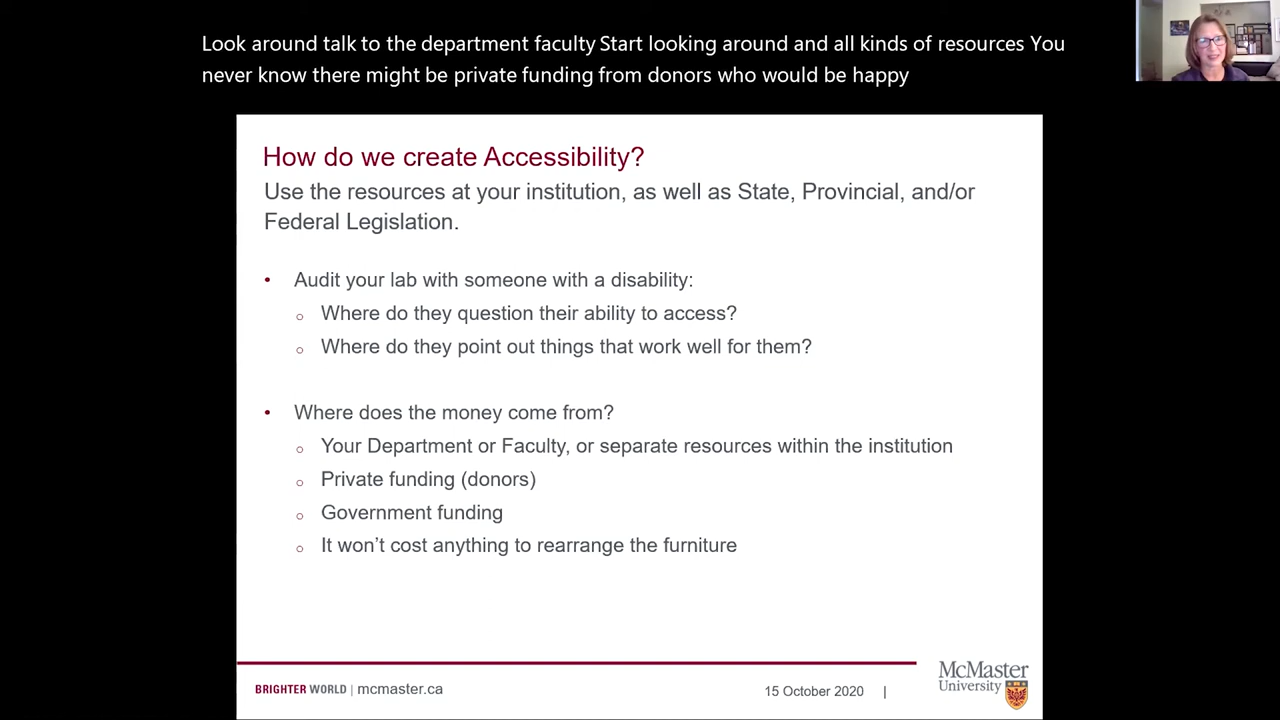 Look around talk to the department faculty Start looking around and all kinds of resources You
never know there might be private funding from donors who would be happy
How do we create Accessibility?
Use the resources at your institution, as well as State, Provincial, and/or
Federal Legislation.
• Audit your lab with someone with a disability:
○ Where do they question their ability to access?
○ Where do they point out things that work well for them?
• Where does the money come from?
○ Your Department or Faculty, or separate resources within the institution
○ Private funding (donors)
○ Government funding
○ It won’t cost anything to rearrange the furniture
BRIGHTER WORLD | mcmaster.ca
15 October 2020 |
McMaster
University